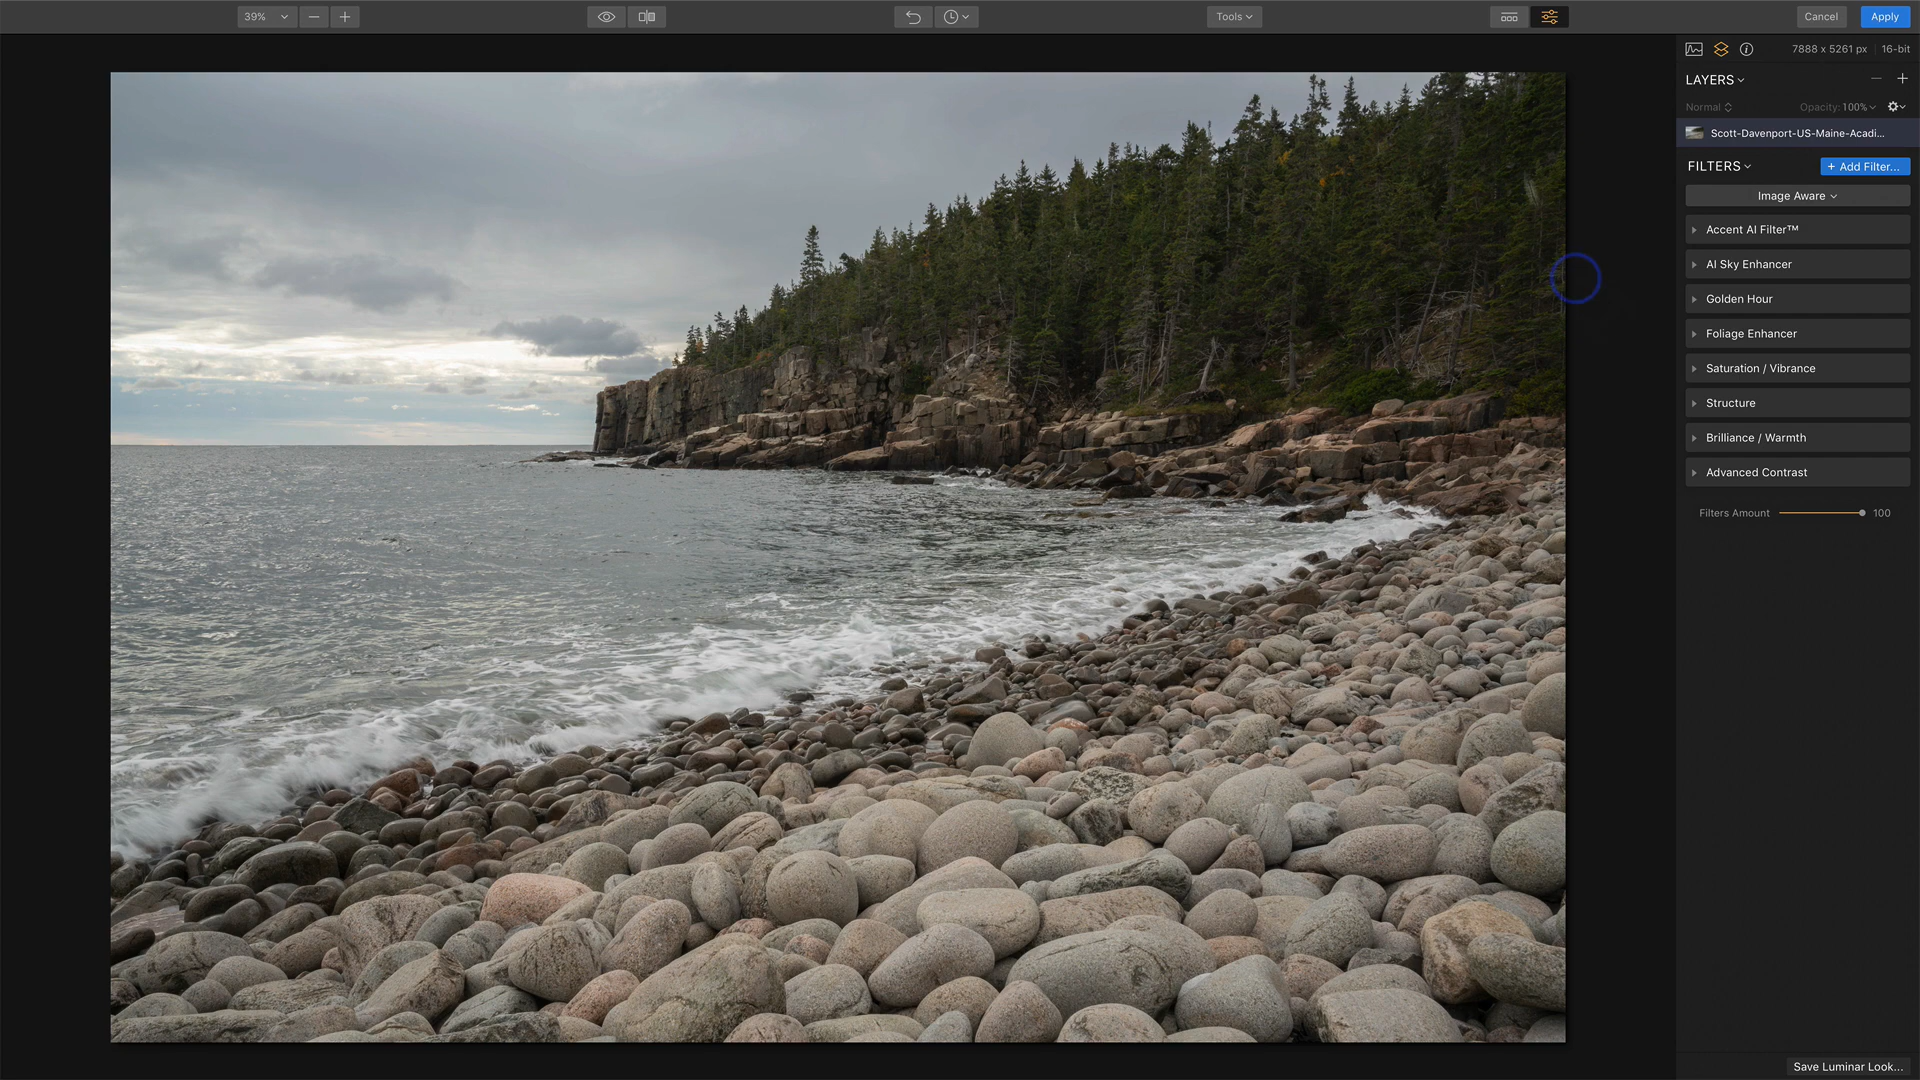 39%
Tools
Cancel
Apply
7888 x 5261 px
16-bit
LAYERS
Normal
Opacity: 100%
Scott-Davenport-US-Maine-Acadi...
FILTERS
+ Add Filter...
Image Aware
Accent AI Filter™
AI Sky Enhancer
Golden Hour
Foliage Enhancer
Saturation / Vibrance
Structure
Brilliance / Warmth
Advanced Contrast
Filters Amount
100
Save Luminar Look...